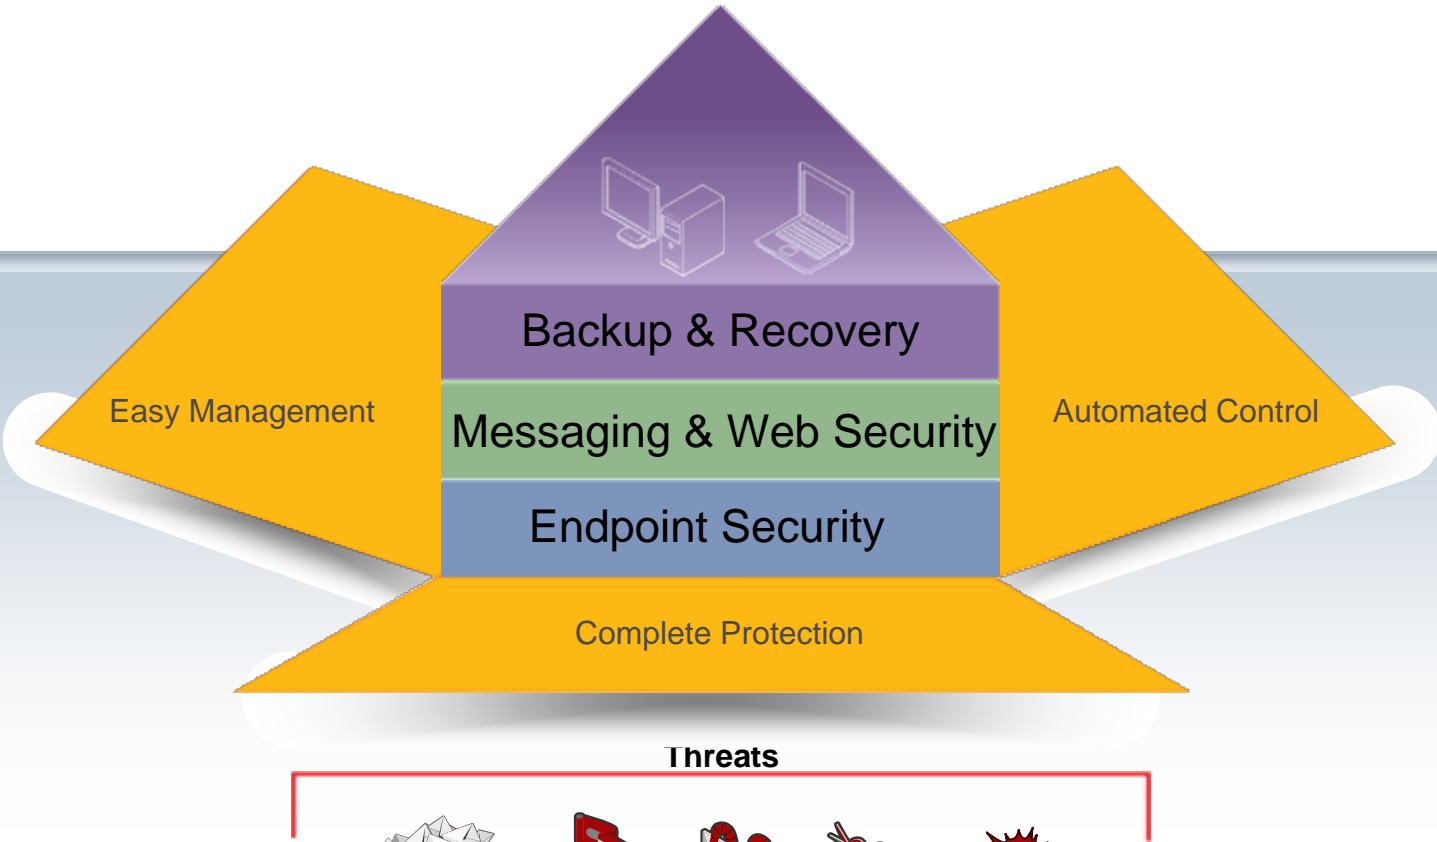 Backup & Recovery
Easy Management
Messaging & Web Security
Automated Control
Endpoint Security
Complete Protection
Threats